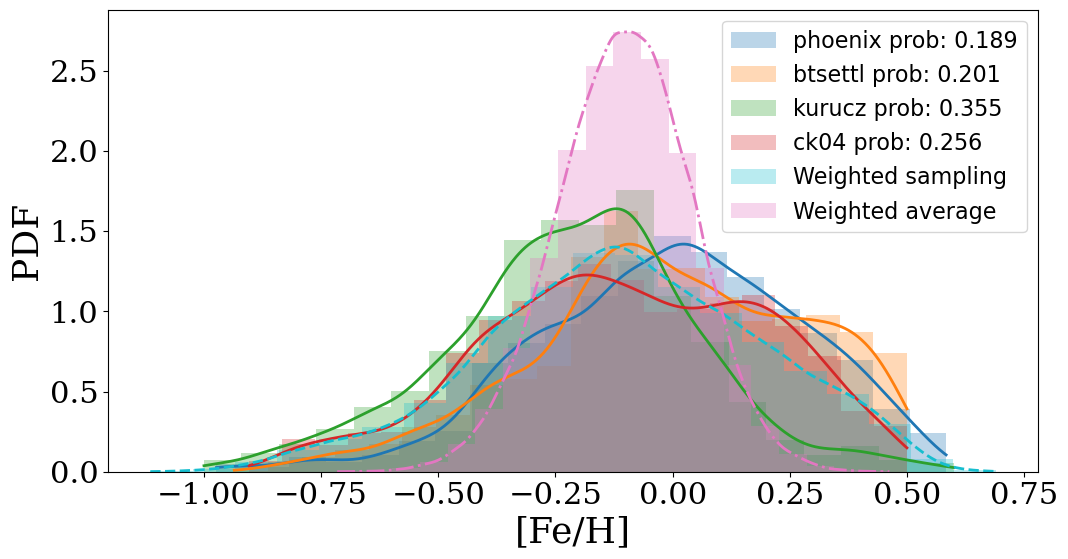 phoenix prob: 0.189
btsettl prob: 0.201
kurucz prob: 0.355
ck04 prob: 0.256
Weighted sampling
Weighted average
PDF
2.5
2.0
1.5
1.0
0.5
0.0
−1.00 −0.75 −0.50 −0.25 0.00 0.25 0.50 0.75
[Fe/H]